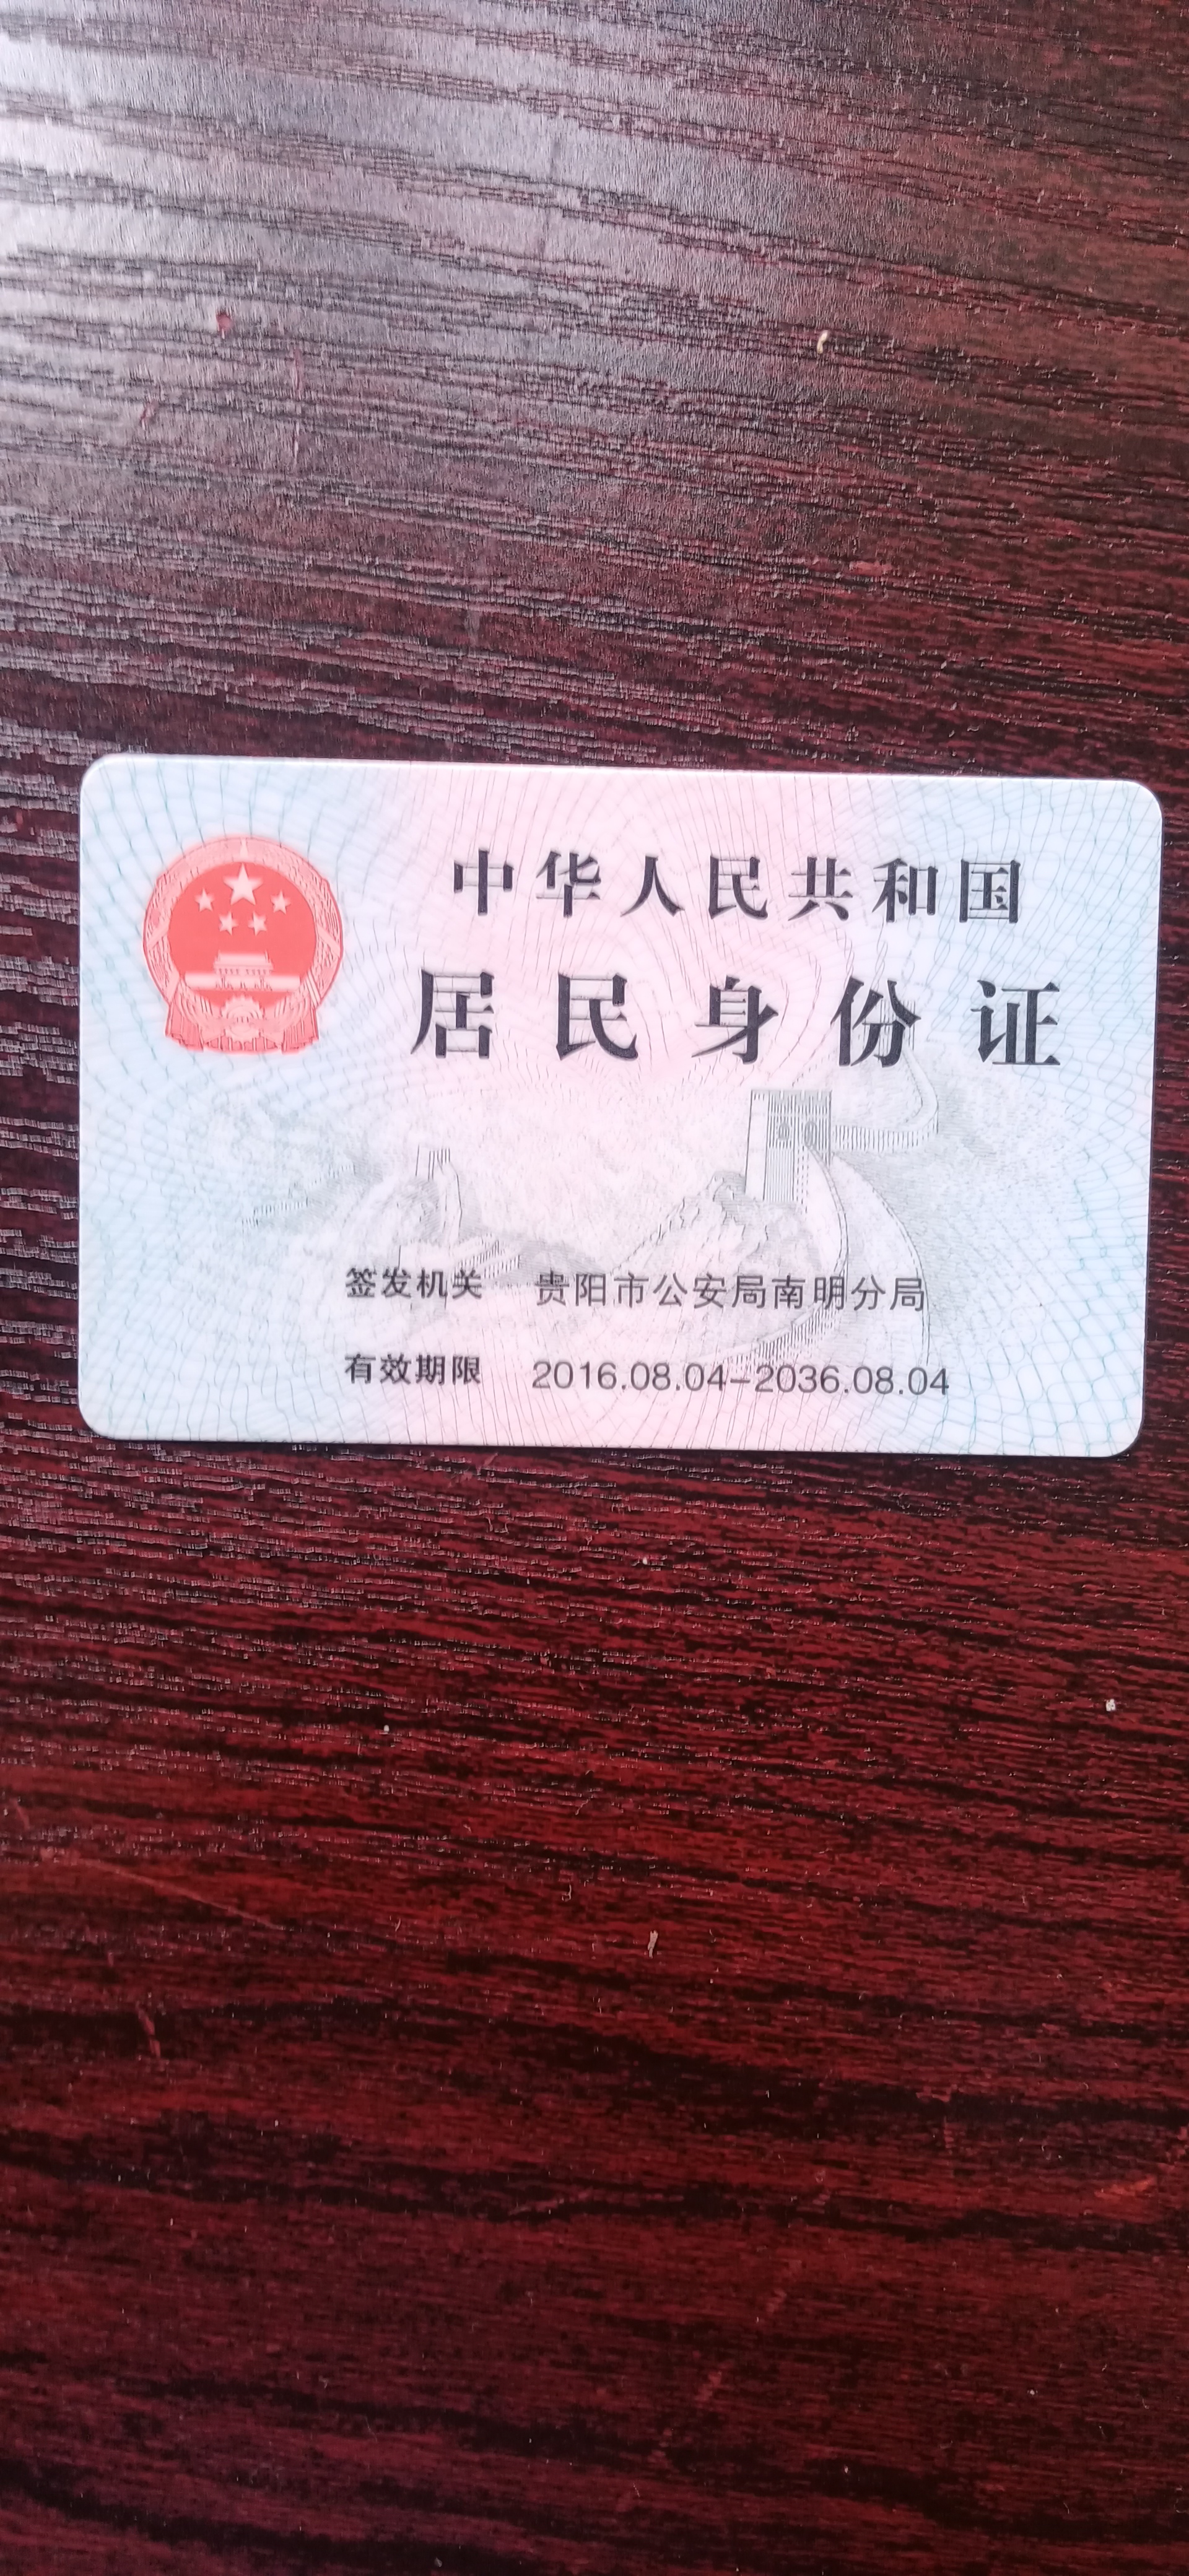 中华人民共和国
居民身份证
签发机关 贵阳市公安局南明分局
有效期限 2016.08.04-2036.08.04